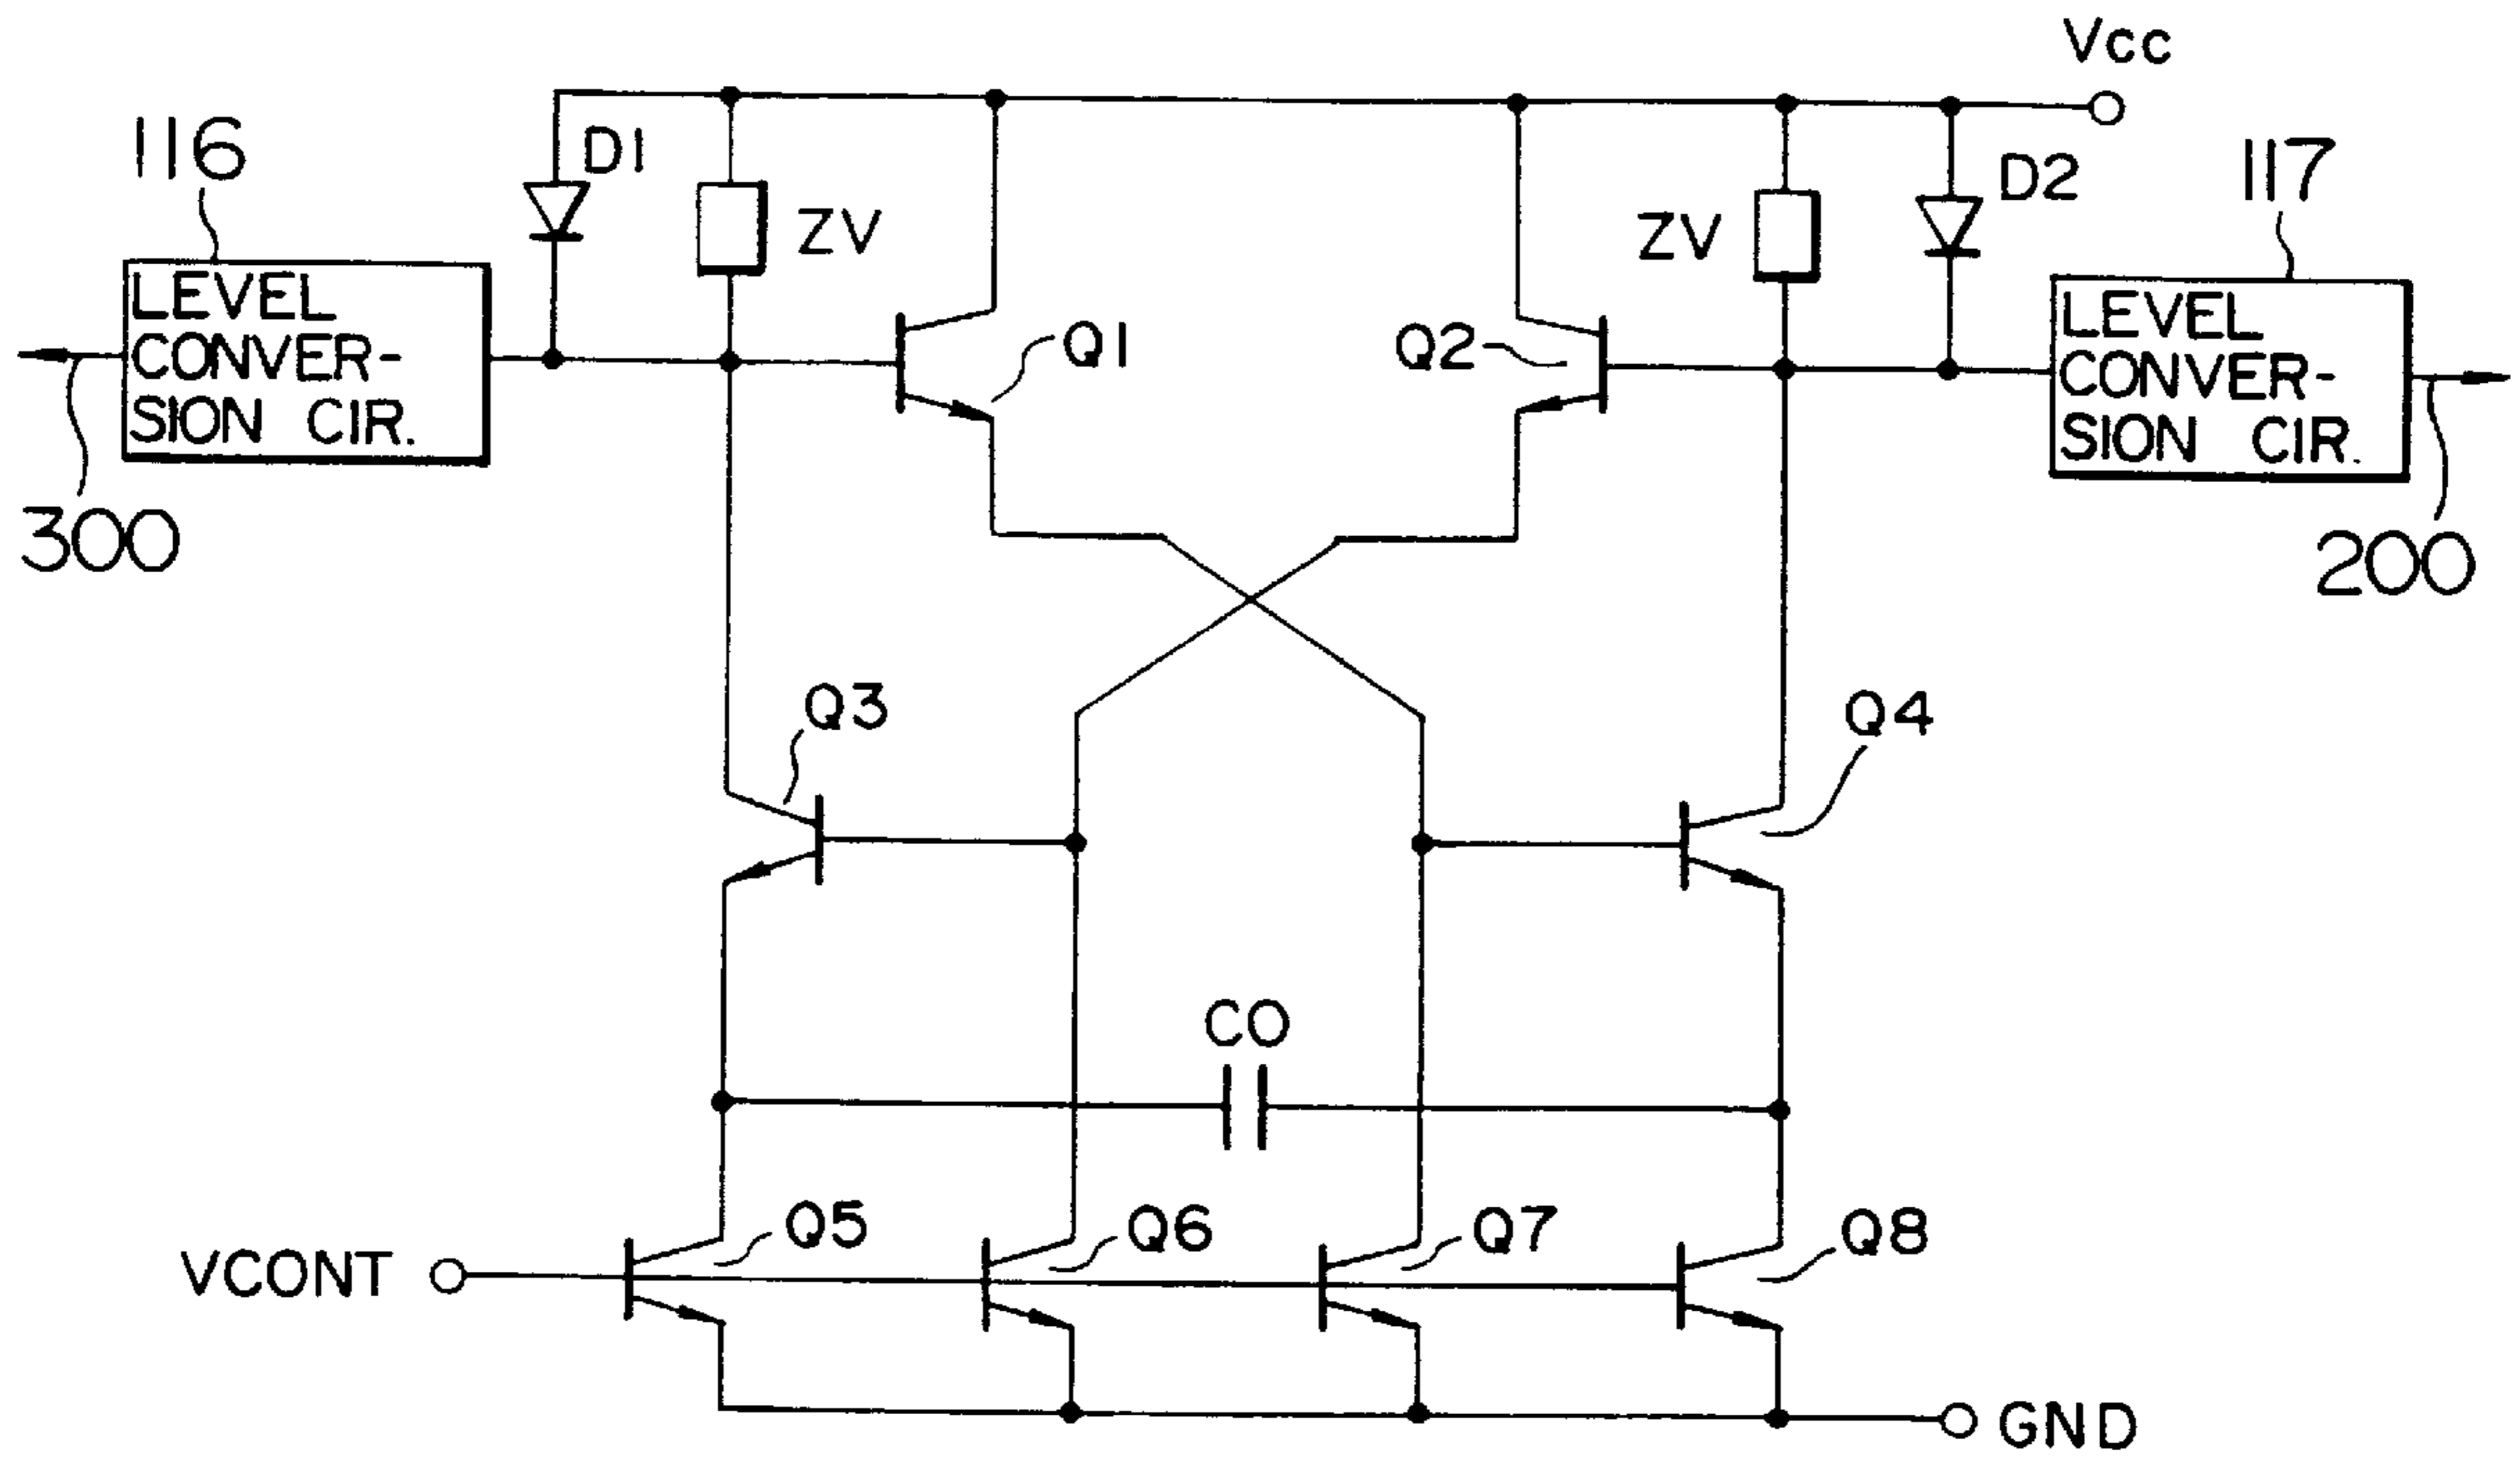 Vcc
116
D1
ZV
ZV
D2
117
LEVEL
CONVER-
SION CIR.
Q1
Q2
LEVEL
CONVER-
SION CIR.
300
200
Q3
Q4
CO
Q5
Q6
Q7
Q8
VCONT
GND